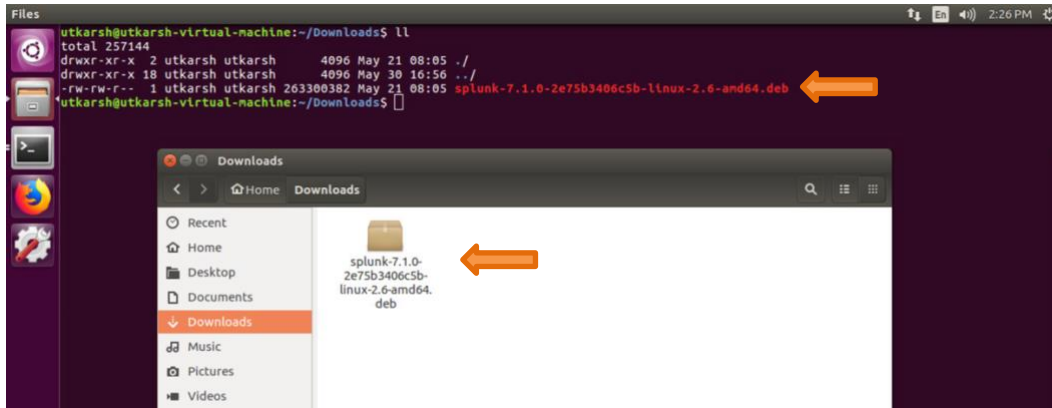 Files
En
2:26 PM
utkarsh@utkarsh-virtual-machine:~/Downloads$ ll
total 257144
drwxr-xr-x 2 utkarsh utkarsh 4096 May 21 08:05 ./
drwxr-xr-x 18 utkarsh utkarsh 4096 May 30 16:56 ../
-rw-rw-r-- 1 utkarsh utkarsh 263300382 May 21 08:05 splunk-7.1.0-2e75b3406c5b-linux-2.6-amd64.deb
utkarsh@utkarsh-virtual-machine:~/Downloads$
Downloads
Home Downloads
Recent
Home
Desktop
Documents
Downloads
Music
Pictures
Videos
splunk-7.1.0-
2e75b3406c5b-
linux-2.6-amd64.
deb